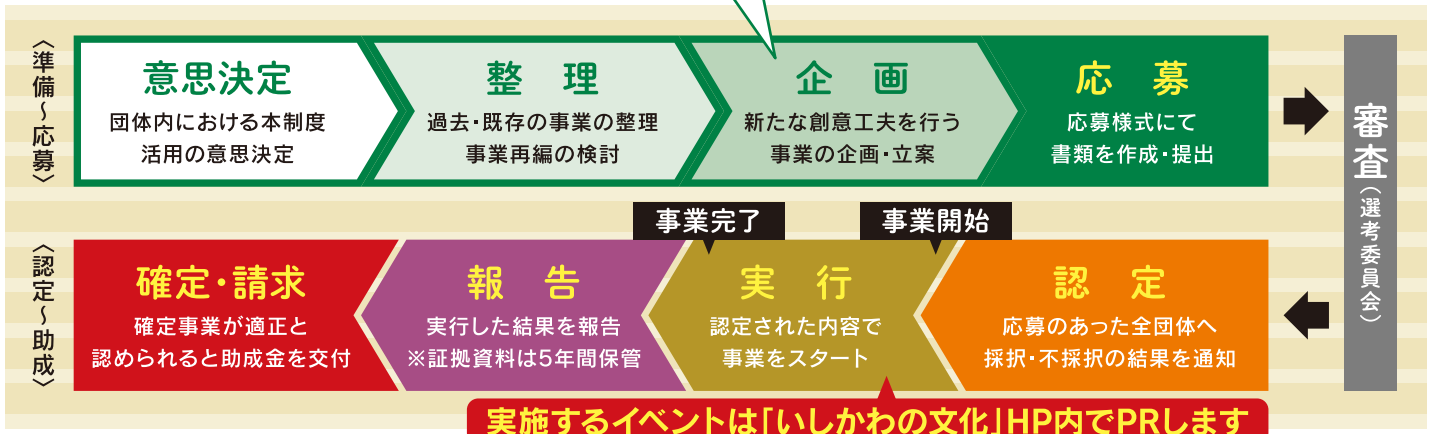 〈準備～応募〉
意思決定
団体内における本制度
活用の意思決定
整 理
過去・既存の事業の整理
事業再編の検討
企 画
新たな創意工夫を行う
事業の企画・立案
応 募
応募様式にて
書類を作成・提出
審査（選考委員会）
〈認定～助成〉
認 定
応募のあった全団体へ
採択・不採択の結果を通知
事業開始
実 行
認定された内容で
事業をスタート
事業完了
報 告
実行した結果を報告
※証拠資料は5年間保管
確定・請求
確定事業が適正と
認められると助成金を交付
実施するイベントは「いしかわの文化」HP内でPRします